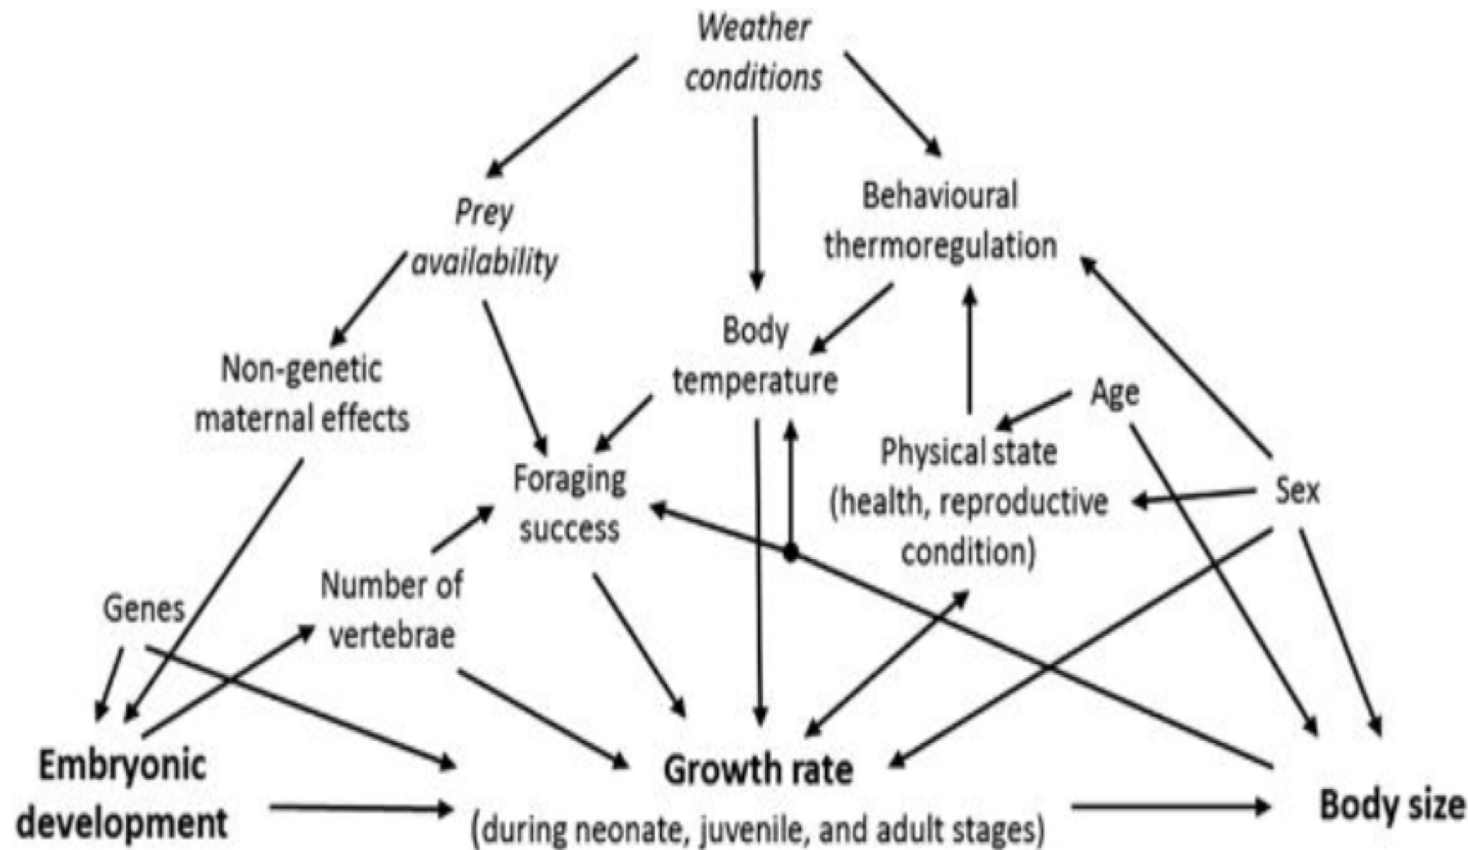 Weather
conditions
Prey
availability
Behavioural
thermoregulation
Non-genetic
maternal effects
Body
temperature
Age
Foraging
success
Physical state
(health, reproductive
condition)
Sex
Genes
Number of
vertebrae
Embryonic
development
Growth rate
(during neonate, juvenile, and adult stages)
Body size